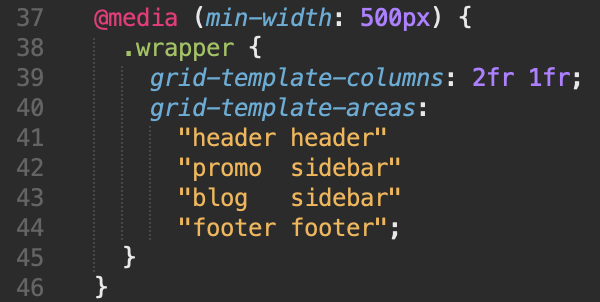 37 @media (min-width: 500px) {
38 .wrapper {
39 grid-template-columns: 2fr 1fr;
40 grid-template-areas:
41 "header header"
42 "promo  sidebar"
43 "blog   sidebar"
44 "footer footer";
45 }
46 }